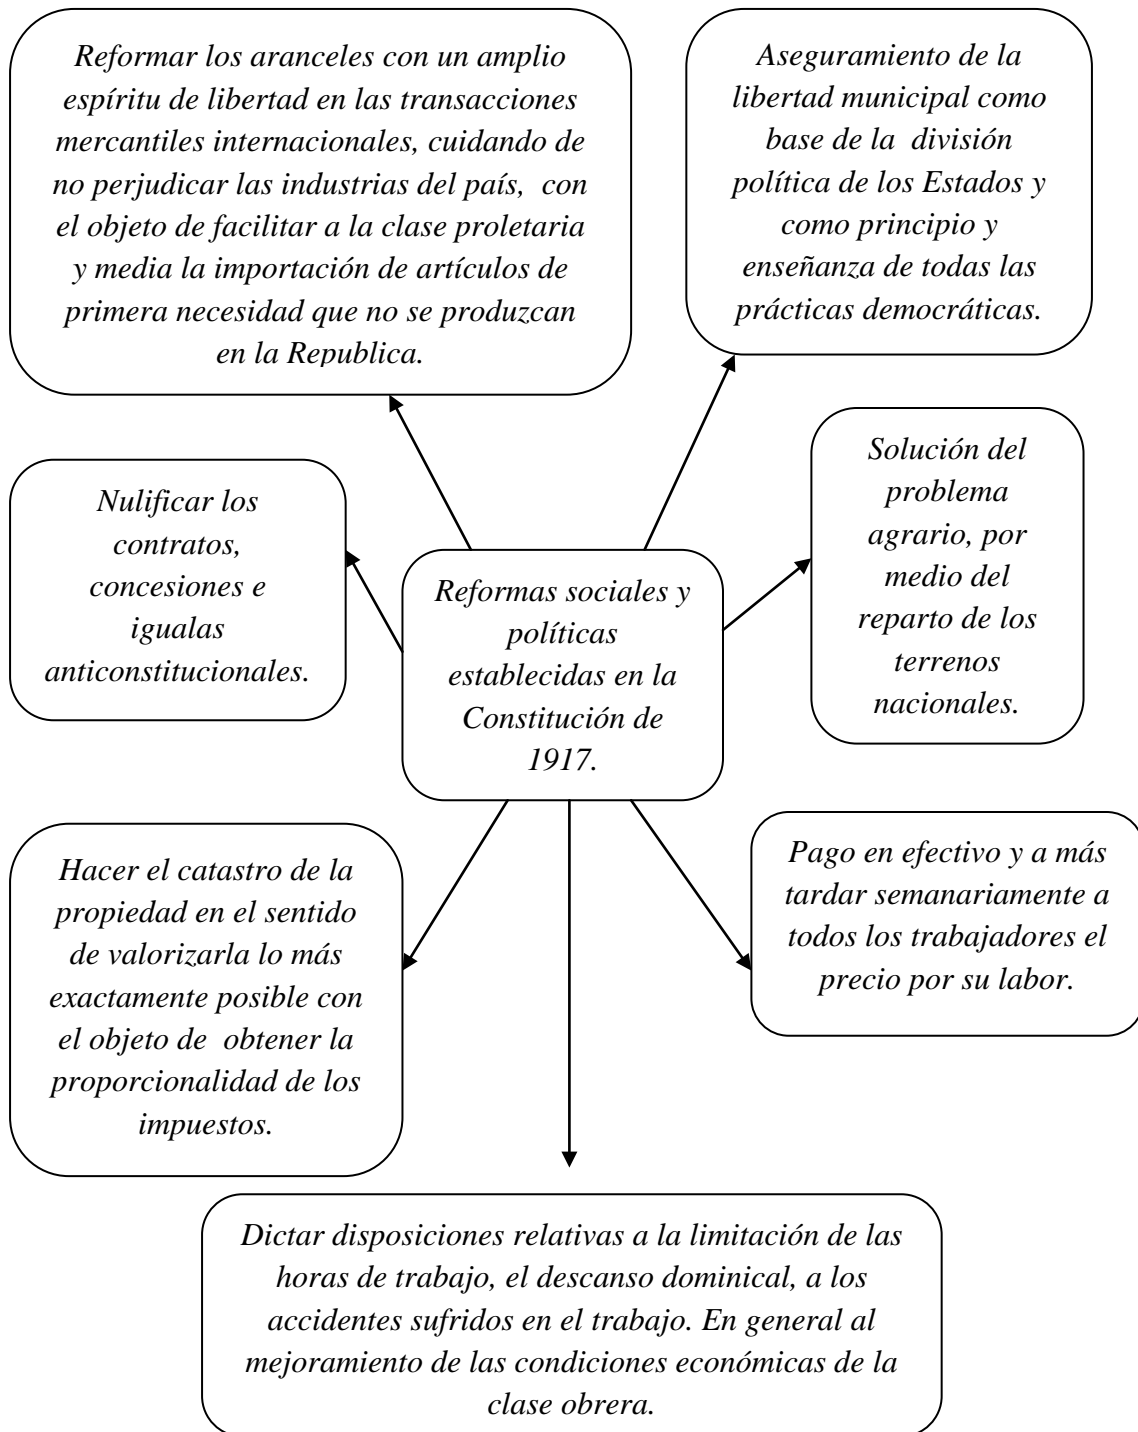 Reformar los aranceles con un amplio
espíritu de libertad en las transacciones
mercantiles internacionales, cuidando de
no perjudicar las industrias del país, con
el objeto de facilitar a la clase proletaria
y media la importación de artículos de
primera necesidad que no se produzcan
en la Republica.
Aseguramiento de la
libertad municipal como
base de la división
política de los Estados y
como principio y
enseñanza de todas las
prácticas democráticas.
Nulificar los
contratos,
concesiones e
igualas
anticonstitucionales.
Reformas sociales y
políticas
establecidas en la
Constitución de
1917.
Solución del
problema
agrario, por
medio del
reparto de los
terrenos
nacionales.
Hacer el catastro de la
propiedad en el sentido
de valorizarla lo más
exactamente posible con
el objeto de obtener la
proporcionalidad de los
impuestos.
Pago en efectivo y a más
tardar semanariamente a
todos los trabajadores el
precio por su labor.
Dictar disposiciones relativas a la limitación de las
horas de trabajo, el descanso dominical, a los
accidentes sufridos en el trabajo. En general al
mejoramiento de las condiciones económicas de la
clase obrera.